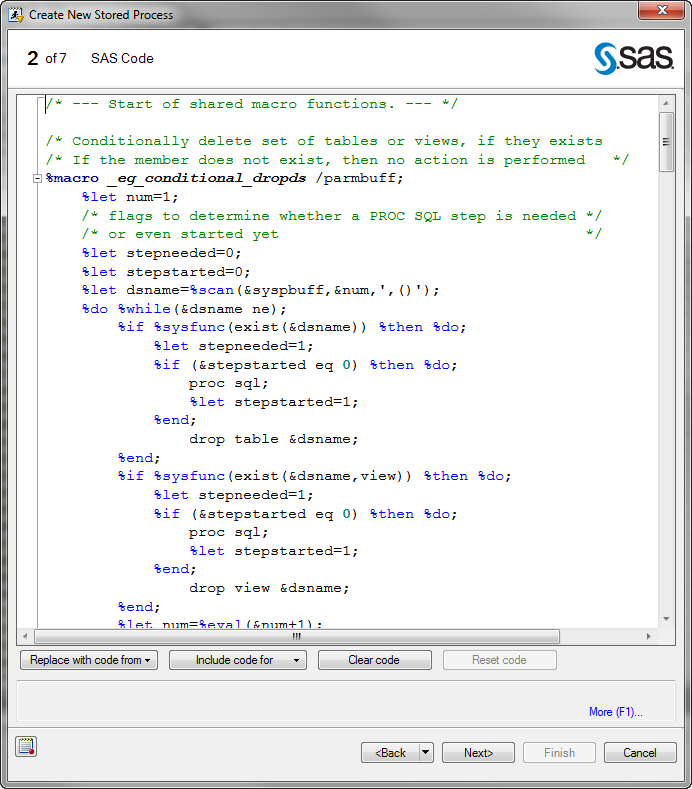 Create New Stored Process
2 of 7 SAS Code
sas
/* --- Start of shared macro functions. --- */
/* Conditionally delete set of tables or views, if they exists
/* If the member does not exist, then no action is performed   */
%macro _eg_conditional_dropds /parmbuff;
    %let num=1;
    /* flags to determine whether a PROC SQL step is needed */
    /* or even started yet                                  */
    %let stepneeded=0;
    %let stepstarted=0;
    %let dsname=%scan(&syspbuff,&num,',()');
    %do %while(&dsname ne);
        %if %sysfunc(exist(&dsname)) %then %do;
            %let stepneeded=1;
            %if (&stepstarted eq 0) %then %do;
                proc sql;
                %let stepstarted=1;
            %end;
                drop table &dsname;
        %end;
        %if %sysfunc(exist(&dsname,view)) %then %do;
            %let stepneeded=1;
            %if (&stepstarted eq 0) %then %do;
                proc sql;
                %let stepstarted=1;
            %end;
                drop view &dsname;
        %end;
        %let num=%eval(&num+1);
Replace with code from Include code for Clear code Reset code
More (F1)...
<Back Next> Finish Cancel